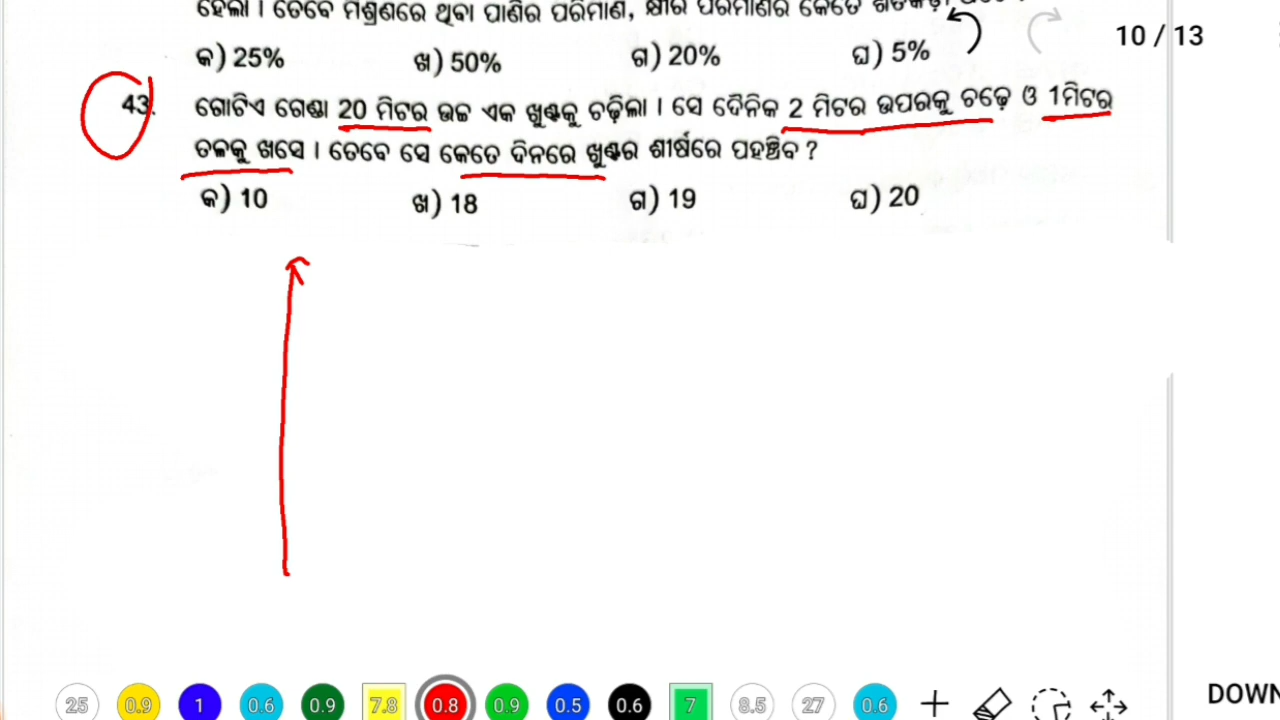 ହେଲା । ତେବେ ମିଶ୍ରଣରେ ଥିବା ପାଣିର ପରିମାଣ, କ୍ଷୀର ପରିମାଣର କେତେ
10 / 13
କ) 25% ଖ) 50% ଗ) 20% ଘ) 5%
43. ଗୋଟିଏ ଗେଣ୍ଡା 20 ମିଟର ଉଚ୍ଚ ଏକ ଖୁଣ୍ଟକୁ ଚଢ଼ିଲା । ସେ ଦୈନିକ 2 ମିଟର ଉପରକୁ ଚଢ଼େ ଓ 1ମିଟର
ତଳକୁ ଖସେ । ତେବେ ସେ କେତେ ଦିନରେ ଖୁଣ୍ଟର ଶୀର୍ଷରେ ପହଞ୍ଚିବ ?
କ) 10 ଖ) 18 ଗ) 19 ଘ) 20
25 0.9 1 0.6 0.9 7.8 0.8 0.9 0.5 0.6 7 8.5 27 0.6
DOWN